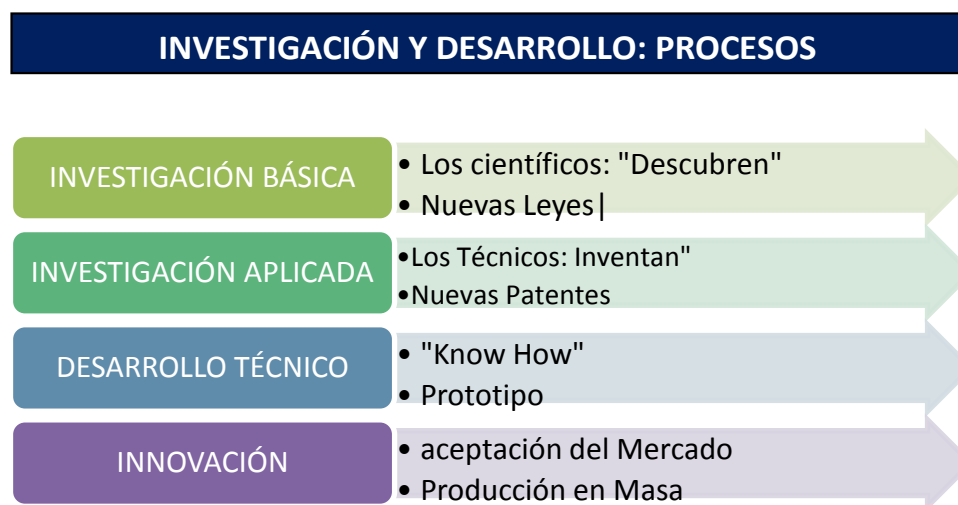 INVESTIGACIÓN Y DESARROLLO: PROCESOS
INVESTIGACIÓN BÁSICA
• Los científicos: "Descubren"
• Nuevas Leyes|
INVESTIGACIÓN APLICADA
•Los Técnicos: Inventan"
•Nuevas Patentes
DESARROLLO TÉCNICO
• "Know How"
• Prototipo
INNOVACIÓN
• aceptación del Mercado
• Producción en Masa